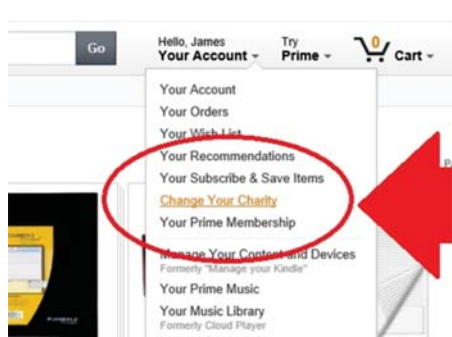 Go
Hello, James
Your Account
Try
Prime
0
Cart
Your Account
Your Orders
Your Wish List
Your Recommendations
Your Subscribe & Save Items
Change Your Charity
Your Prime Membership
Manage Your Content and Devices
Formerly "Manage your Kindle"
Your Prime Music
Your Music Library
Formerly Cloud Player